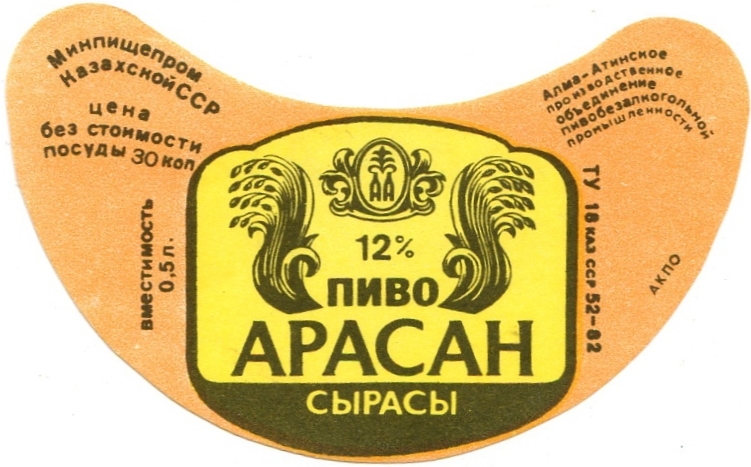 Минпищепром
Казахской ССР
цена
без стоимости
посуды 30 коп
вместимость
0,5 л.
АА
12%
ПИВО
АРАСАН
СЫРАСЫ
Алма-Атинское
производственное
объединение
пивобезалкогольной
промышленности
ТУ 18 КАЗ ССР 52-82
АКПО